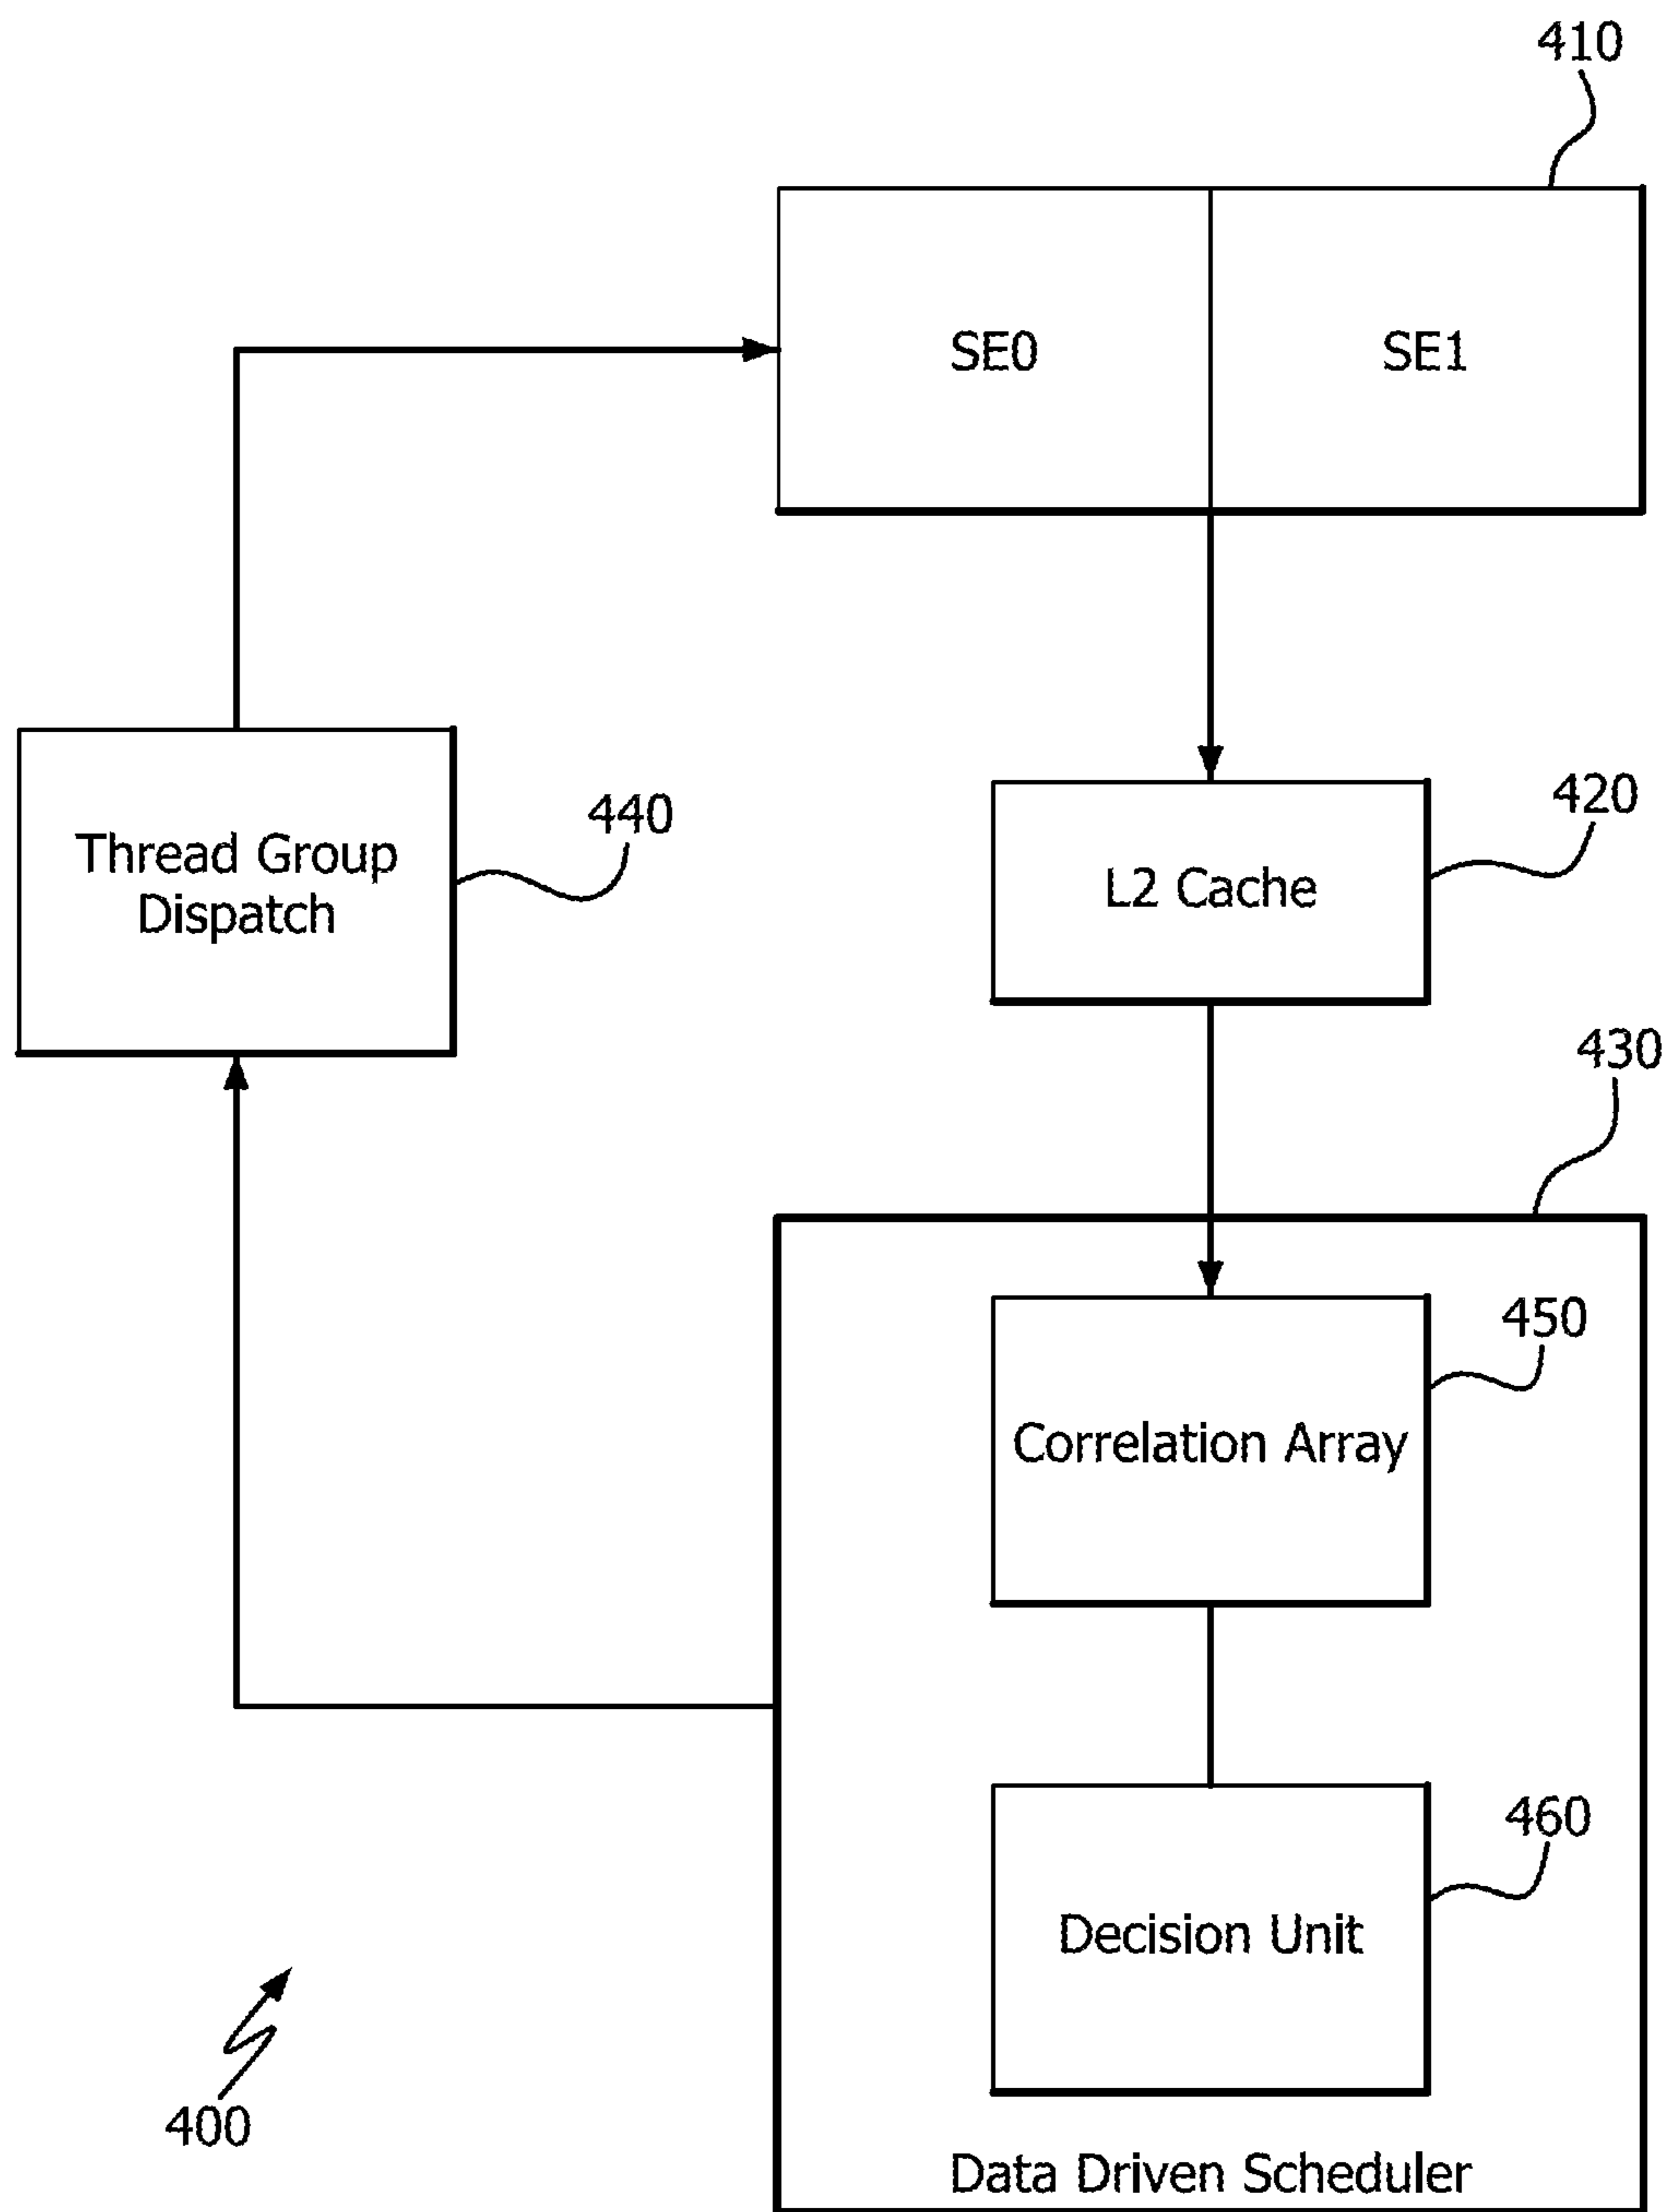 410
SE0
SE1
420
440
Thread Group
Dispatch
L2 Cache
430
450
Correlation Array
460
Decision Unit
400
Data Driven Scheduler